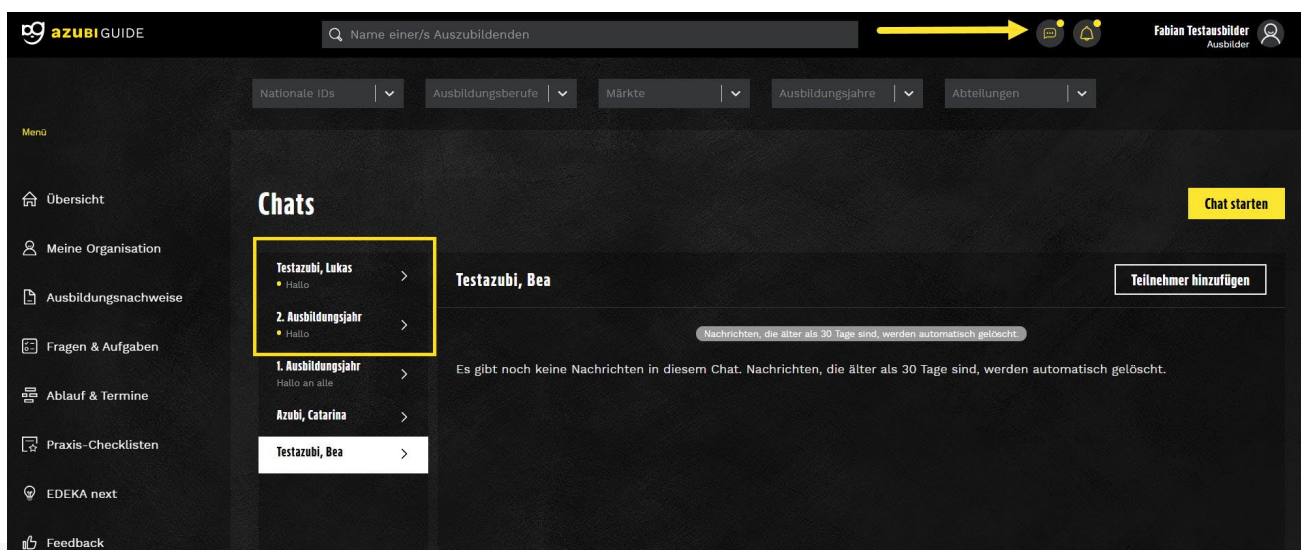 azubiGUIDE
Name einer/s Auszubildenden
Fabian Testausbilder
Ausbilder
Nationale IDs
Ausbildungsberufe
Märkte
Ausbildungsjahre
Abteilungen
Menü
Übersicht
Meine Organisation
Ausbildungsnachweise
Fragen & Aufgaben
Ablauf & Termine
Praxis-Checklisten
EDEKA next
Feedback
Chats
Chat starten
Testazubi, Lukas
Hallo
2. Ausbildungsjahr
Hallo
1. Ausbildungsjahr
Hallo an alle
Azubi, Catarina
Testazubi, Bea
Testazubi, Bea
Teilnehmer hinzufügen
Nachrichten, die älter als 30 Tage sind, werden automatisch gelöscht.
Es gibt noch keine Nachrichten in diesem Chat. Nachrichten, die älter als 30 Tage sind, werden automatisch gelöscht.